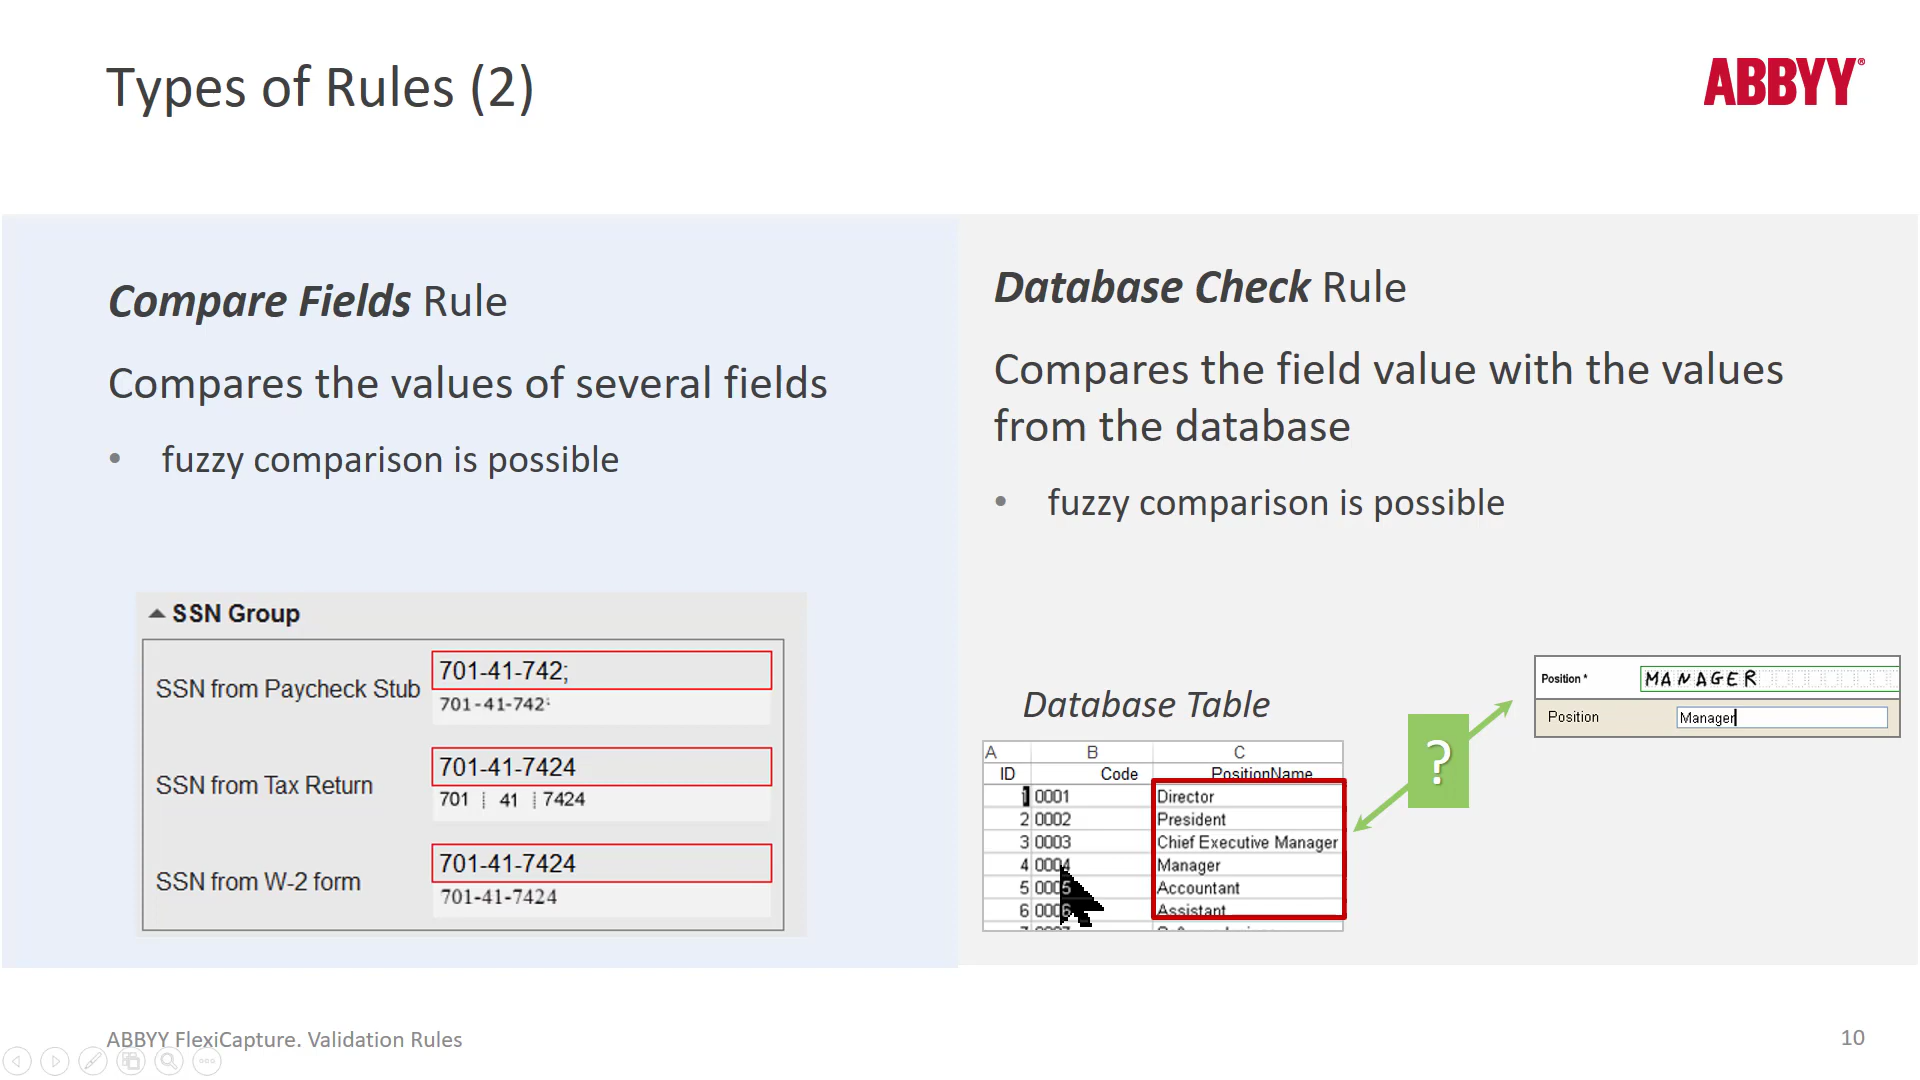 Types of Rules (2)
ABBYY®
Compare Fields Rule
Compares the values of several fields
• fuzzy comparison is possible
SSN Group
SSN from Paycheck Stub
701-41-742;
701-41-742
SSN from Tax Return
701-41-7424
701 41 7424
SSN from W-2 form
701-41-7424
701-41-7424
Database Check Rule
Compares the field value with the values
from the database
• fuzzy comparison is possible
Database Table
A B C
ID Code PositionName
1 0001 Director
2 0002 President
3 0003 Chief Executive Manager
4 0004 Manager
5 0005 Accountant
6 0006 Assistant
?
Position * MANAGER
Position Manager
ABBYY FlexiCapture. Validation Rules
10